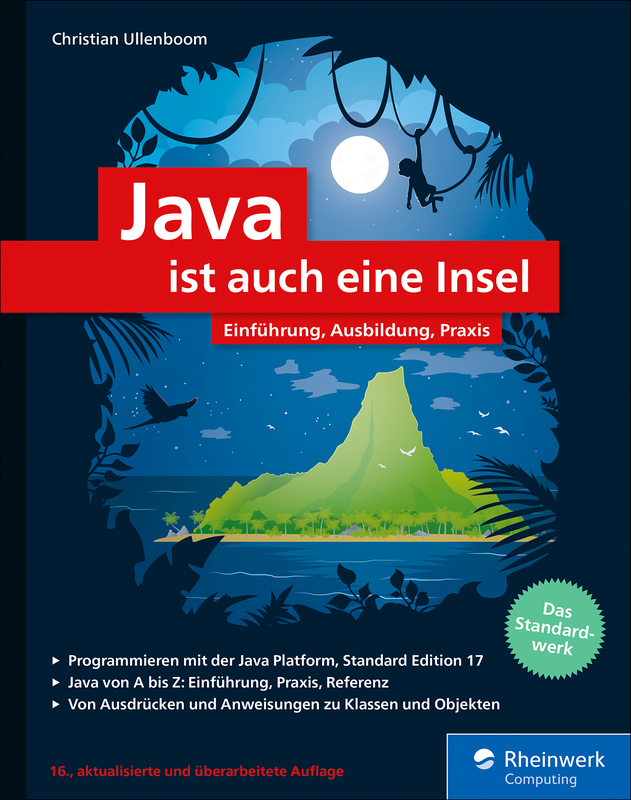 Christian Ullenboom
Java
ist auch eine Insel
Einführung, Ausbildung, Praxis
Das
Standard-
werk
► Programmieren mit der Java Platform, Standard Edition 17
► Java von A bis Z: Einführung, Praxis, Referenz
► Von Ausdrücken und Anweisungen zu Klassen und Objekten
16., aktualisierte und überarbeitete Auflage
Rheinwerk
Computing